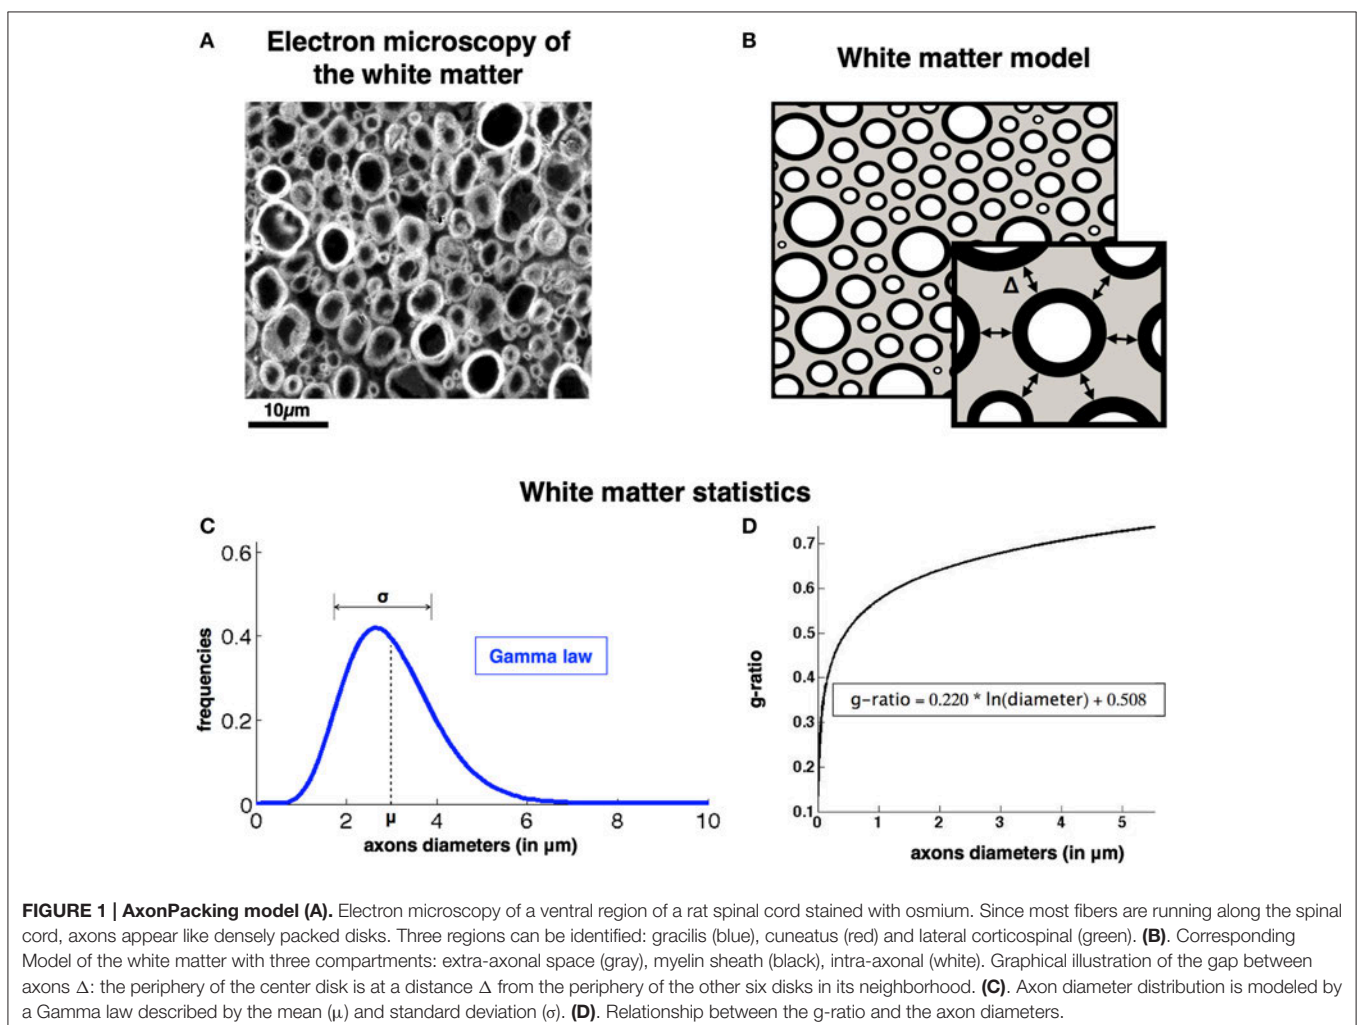 A
Electron microscopy of
the white matter
10µm
B
White matter model
Δ
White matter statistics
C
frequencies
0.6
0.4
0.2
0
σ
Gamma law
0 2 µ 4 6 8 10
axons diameters (in µm)
D
g-ratio
0.7
0.6
0.5
0.4
0.3
0.2
0.1
g-ratio = 0.220 * ln(diameter) + 0.508
0 1 2 3 4 5
axons diameters (in µm)
FIGURE 1 | AxonPacking model (A). Electron microscopy of a ventral region of a rat spinal cord stained with osmium. Since most fibers are running along the spinal
cord, axons appear like densely packed disks. Three regions can be identified: gracilis (blue), cuneatus (red) and lateral corticospinal (green). (B). Corresponding
Model of the white matter with three compartments: extra-axonal space (gray), myelin sheath (black), intra-axonal (white). Graphical illustration of the gap between
axons Δ: the periphery of the center disk is at a distance Δ from the periphery of the other six disks in its neighborhood. (C). Axon diameter distribution is modeled by
a Gamma law described by the mean (µ) and standard deviation (σ). (D). Relationship between the g-ratio and the axon diameters.